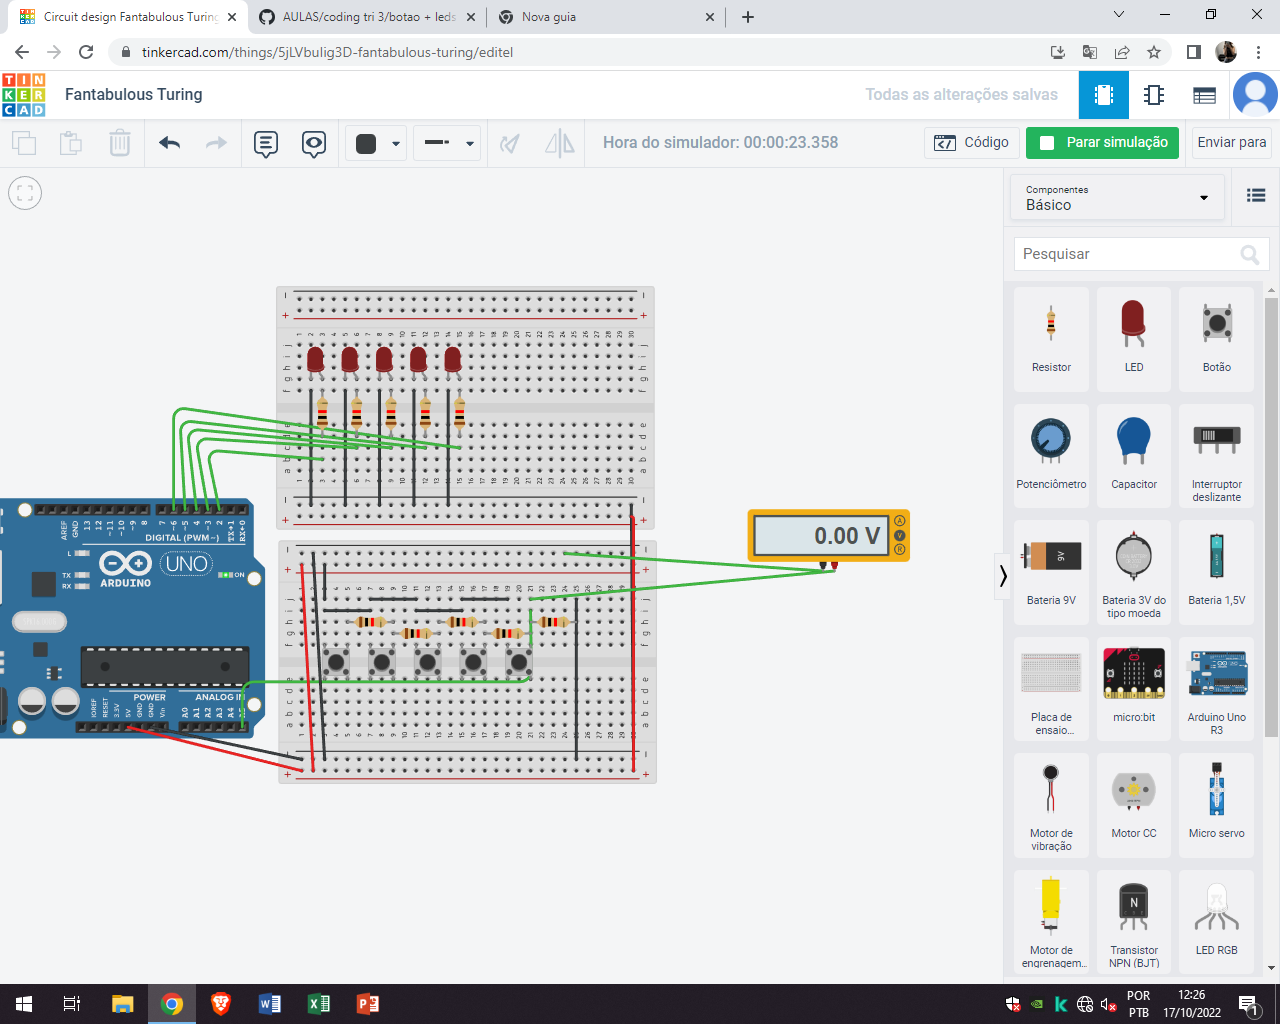 Circuit design Fantabulous Turing
AULAS/coding tri 3/botao + leds
Nova guia
tinkercad.com/things/5jLVbulig3D-fantabulous-turing/editel
TIN
KER
CAD
Fantabulous Turing
Todas as alterações salvas
Hora do simulador: 00:00:23.358
Código
Parar simulação
Enviar para
Componentes
Básico
Pesquisar
Resistor
LED
Botão
Potenciômetro
Capacitor
Interruptor
deslizante
Bateria 9V
Bateria 3V do
tipo moeda
Bateria 1,5V
Placa de
ensaio...
micro:bit
Arduino Uno
R3
Motor de
vibração
Motor CC
Micro servo
Motor de
engrenagem...
Transistor
NPN (BJT)
LED RGB
0.00 V
A
V
R
AREF
GND
13
12
~11
~10
~9
8
7
~6
~5
4
~3
2
TX→1
RX←0
DIGITAL (PWM~)
L
TX
RX
ARDUINO
UNO
ON
IOREF
RESET
3.3V
5V
GND
GND
Vin
POWER
ANALOG IN
A0
A1
A2
A3
A4
POR
PTB
12:26
17/10/2022
1